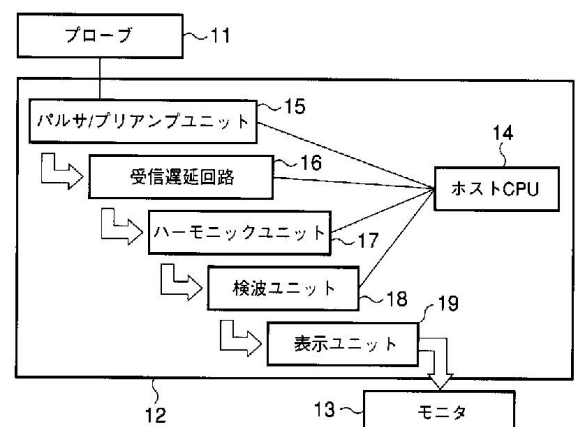 プローブ
11
パルサ/プリアンプユニット
15
14
受信遅延回路
16
ホストCPU
ハーモニックユニット
17
検波ユニット
18
19
表示ユニット
12
13
モニタ